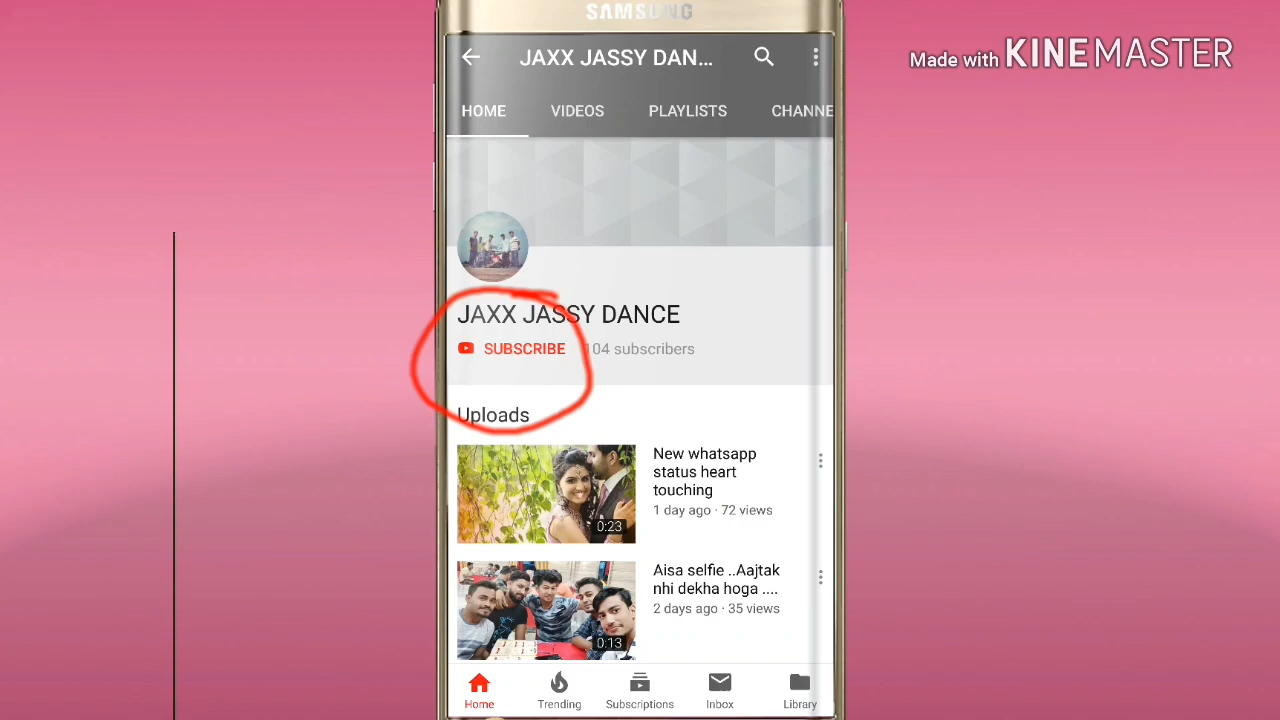 SAMSUNG
Made with KINEMASTER
JAXX JASSY DAN...
HOME VIDEOS PLAYLISTS CHANNE
JAXX JASSY DANCE
SUBSCRIBE 104 subscribers
Uploads
New whatsapp
status heart
touching
1 day ago · 72 views
0:23
Aisa selfie ..Aajtak
nhi dekha hoga ....
2 days ago · 35 views
0:13
Home Trending Subscriptions Inbox Library